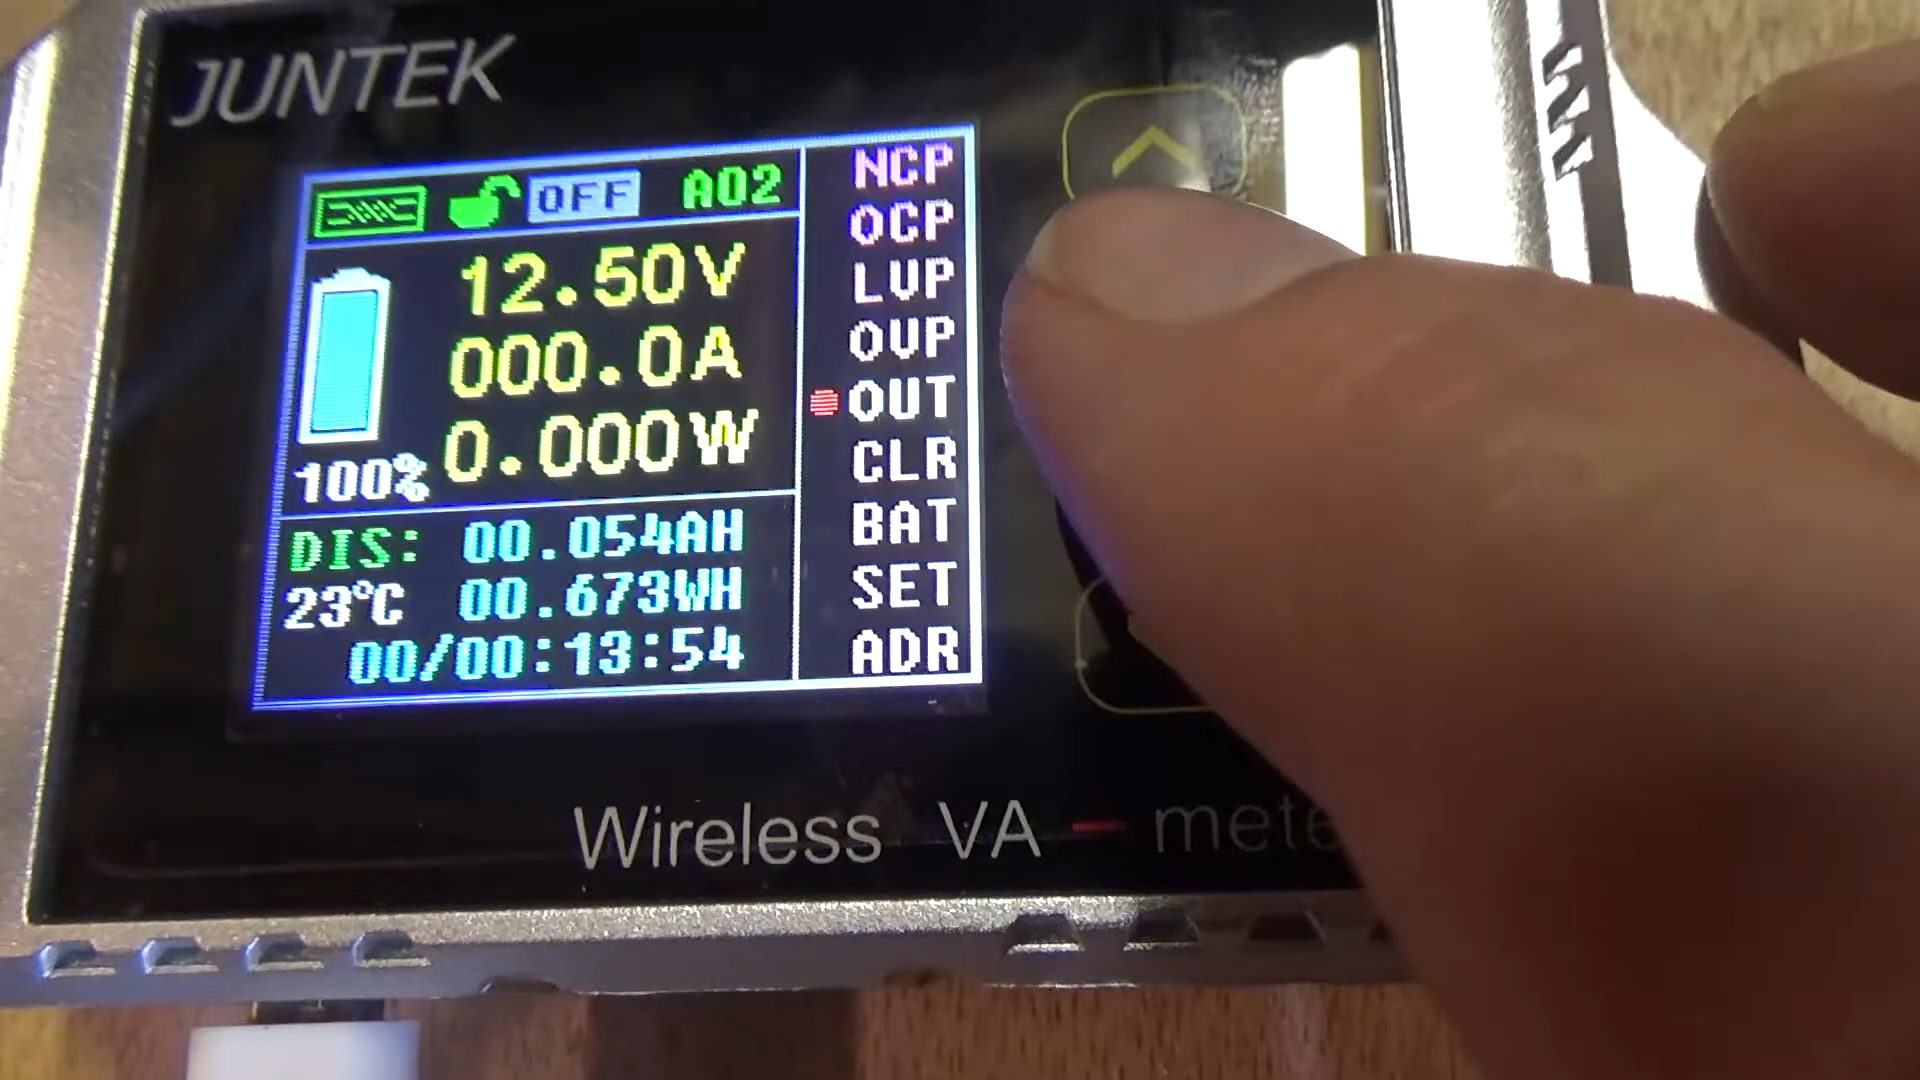 JUNTEK
OFF A02
12.50V
000.0A
0.000W
100%
DIS: 00.054AH
23℃ 00.673WH
00/00:13:54
NCP
OCP
LVP
OVP
OUT
CLR
BAT
SET
ADR
Wireless VA - mete